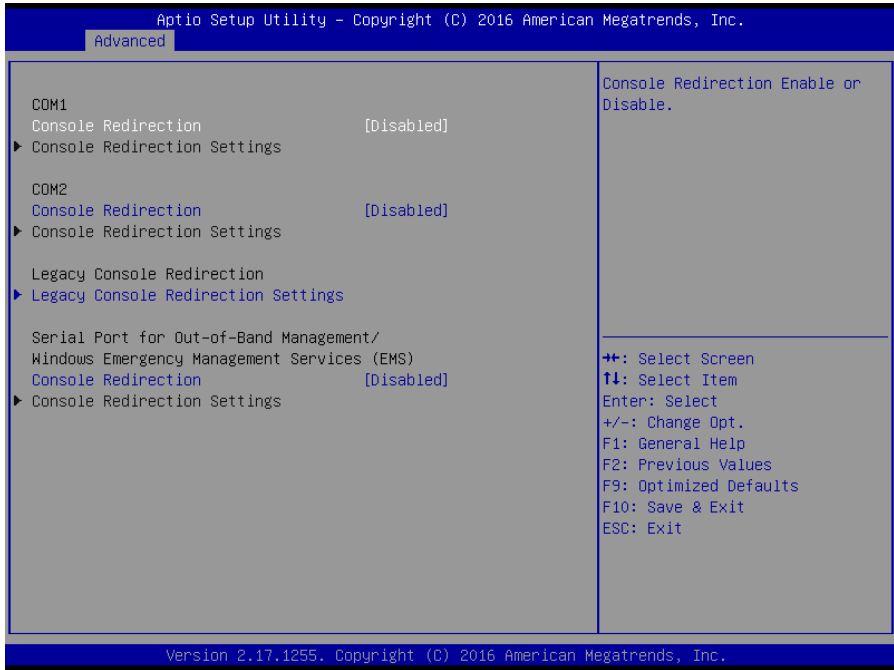 Aptio Setup Utility – Copyright (C) 2016 American Megatrends, Inc.
Advanced
COM1
Console Redirection [Disabled]
▶ Console Redirection Settings
COM2
Console Redirection [Disabled]
▶ Console Redirection Settings
Legacy Console Redirection
▶ Legacy Console Redirection Settings
Serial Port for Out-of-Band Management/
Windows Emergency Management Services (EMS)
Console Redirection [Disabled]
▶ Console Redirection Settings
Console Redirection Enable or
Disable.
→←: Select Screen
↑↓: Select Item
Enter: Select
+/-: Change Opt.
F1: General Help
F2: Previous Values
F9: Optimized Defaults
F10: Save & Exit
ESC: Exit
Version 2.17.1255. Copyright (C) 2016 American Megatrends, Inc.